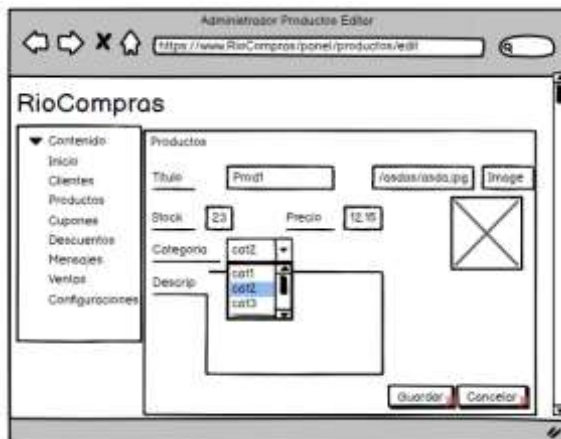 Administrador Productos Editor
https://www.RioCompras/panel/productos/edit
RioCompras
Contenido
Inicio
Clientes
Productos
Cupones
Descuentos
Mensajes
Ventas
Configuraciones
Productos
Titulo Prod1 /asdas/asda.jpg Image
Stock 23 Precio 12.15
Categoria cat2
cat1
cat2
cat3
Descrip
Guardar Cancelar